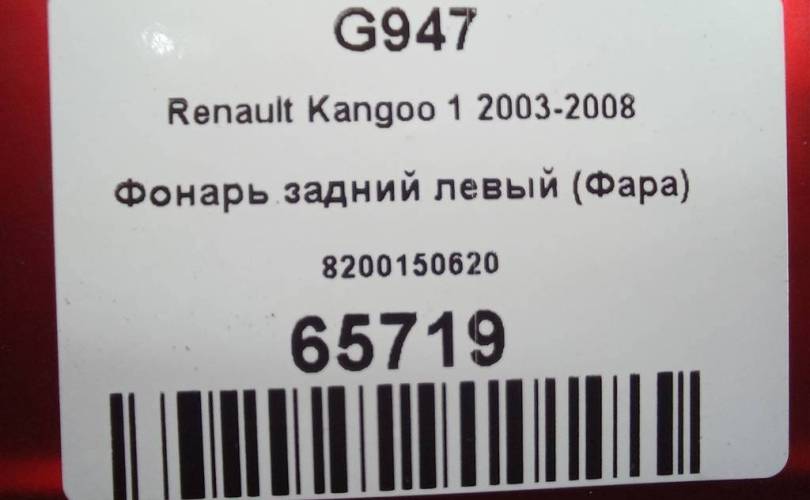 G947
Renault Kangoo 1 2003-2008
Фонарь задний левый (Фара)
8200150620
65719